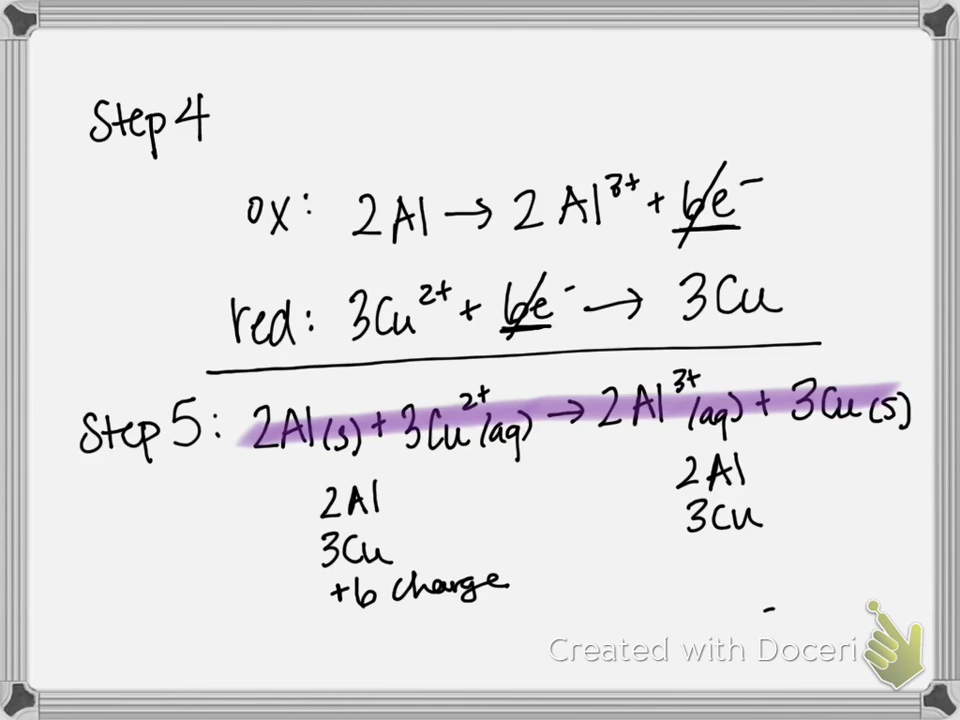 Step 4
ox: 2Al → 2Al³⁺ + 6e⁻
red: 3Cu²⁺ + 6e⁻ → 3Cu
Step 5: 2Al(s) + 3Cu²⁺(aq) → 2Al³⁺(aq) + 3Cu(s)
2Al 2Al
3Cu 3Cu
+6 charge
Created with Doceri